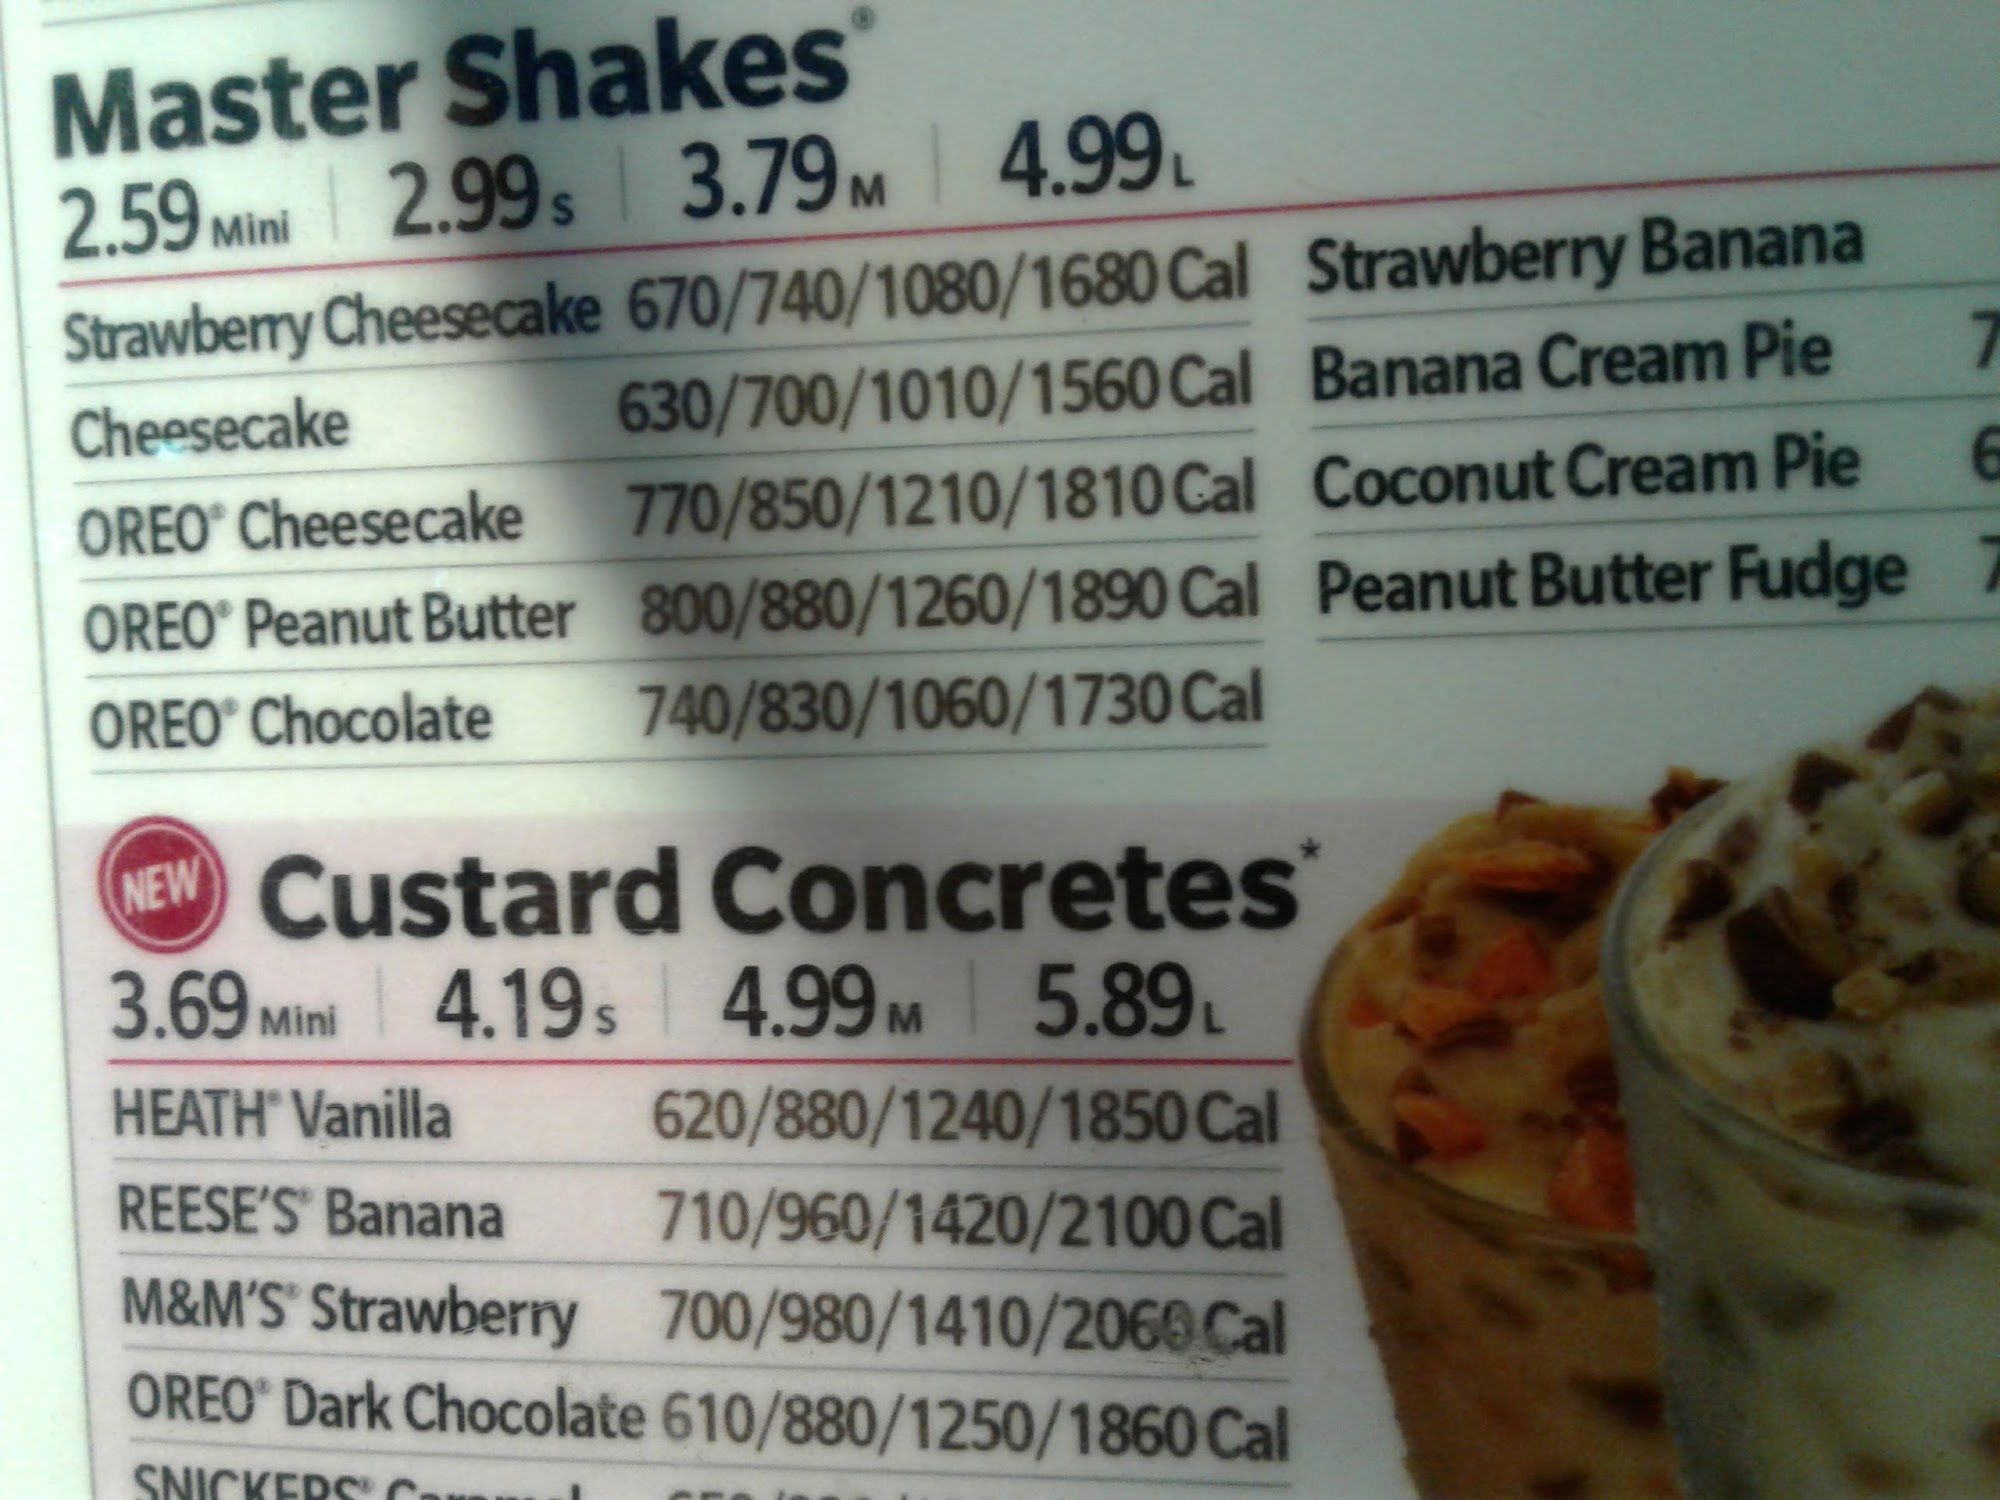 Master Shakes®
2.59 Mini | 2.99 S | 3.79 M | 4.99 L
Strawberry Cheesecake 670/740/1080/1680 Cal
Cheesecake 630/700/1010/1560 Cal
OREO® Cheesecake 770/850/1210/1810 Cal
OREO® Peanut Butter 800/880/1260/1890 Cal
OREO® Chocolate 740/830/1060/1730 Cal
Strawberry Banana
Banana Cream Pie 7
Coconut Cream Pie 6
Peanut Butter Fudge 7
NEW Custard Concretes*
3.69 Mini | 4.19 S | 4.99 M | 5.89 L
HEATH® Vanilla 620/880/1240/1850 Cal
REESE'S® Banana 710/960/1420/2100 Cal
M&M'S® Strawberry 700/980/1410/2060 Cal
OREO® Dark Chocolate 610/880/1250/1860 Cal
SNICKERS® Caramel